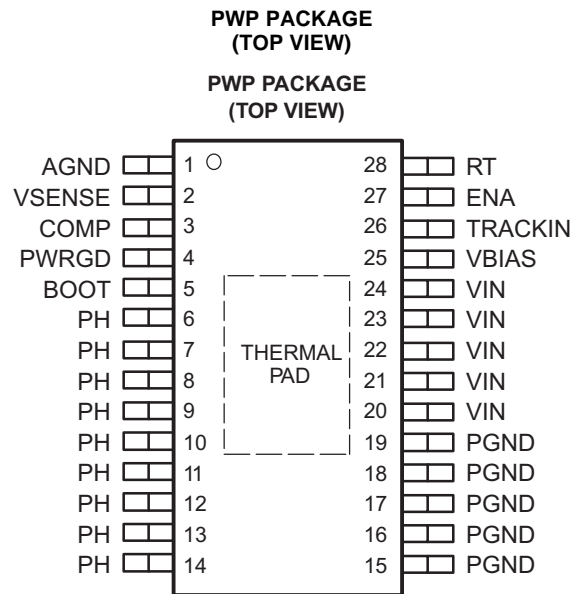 PWP PACKAGE
(TOP VIEW)
PWP PACKAGE
(TOP VIEW)
AGND 1 28 RT
VSENSE 2 27 ENA
COMP 3 26 TRACKIN
PWRGD 4 25 VBIAS
BOOT 5 24 VIN
PH 6 23 VIN
PH 7 22 VIN
PH 8 21 VIN
PH 9 20 VIN
PH 10 19 PGND
PH 11 18 PGND
PH 12 17 PGND
PH 13 16 PGND
PH 14 15 PGND
THERMAL
PAD